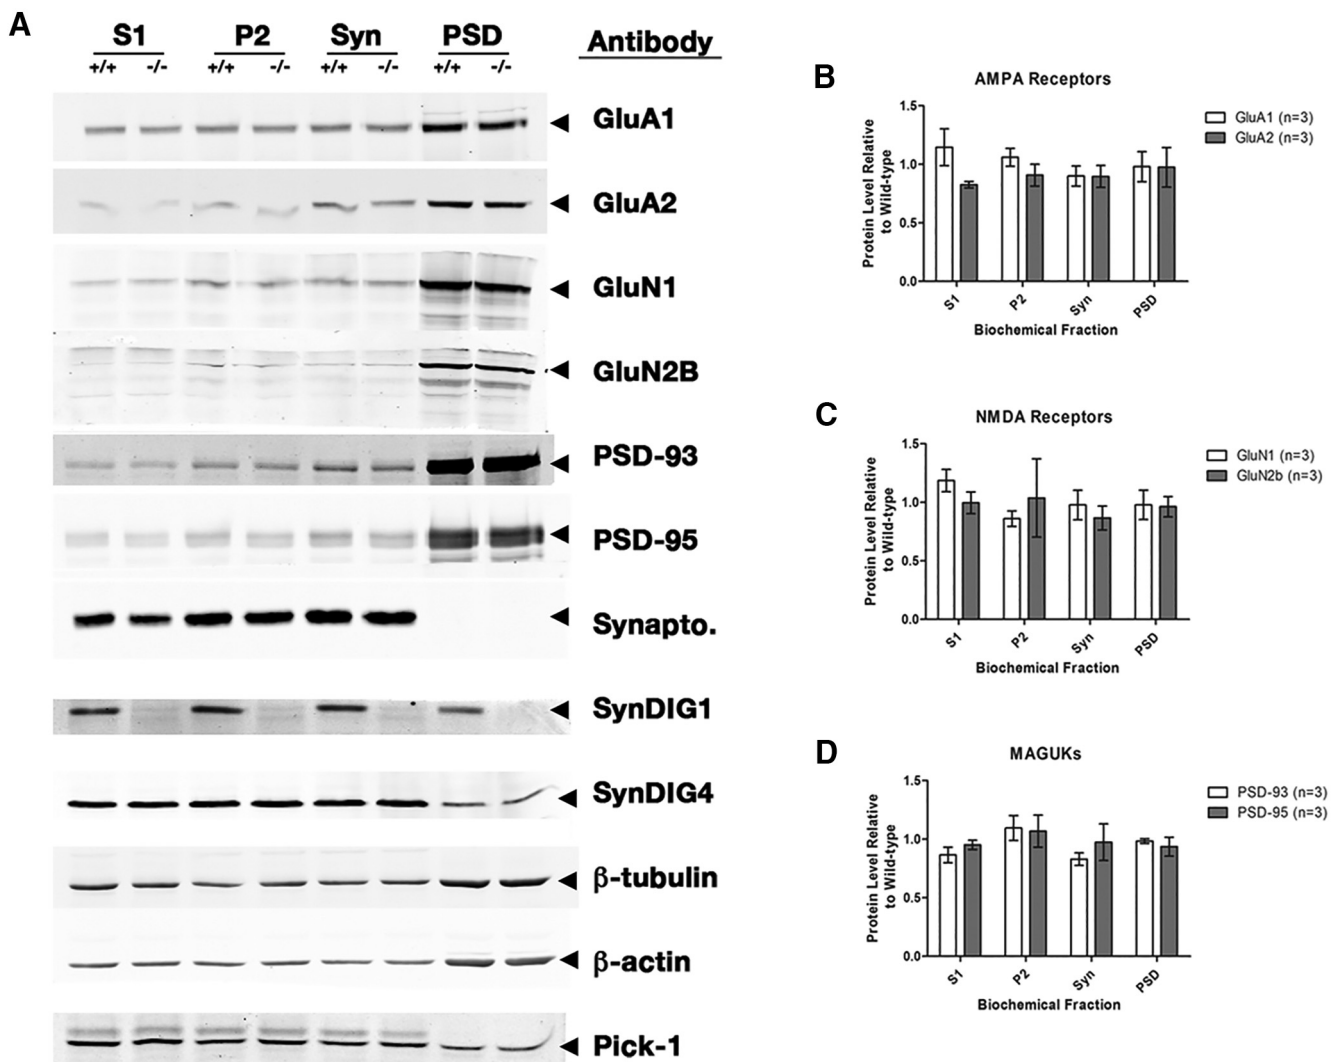 A
S1 P2 Syn PSD Antibody
+/+ -/- +/+ -/- +/+ -/- +/+ -/-
GluA1
GluA2
GluN1
GluN2B
PSD-93
PSD-95
Synapto.
SynDIG1
SynDIG4
β-tubulin
β-actin
Pick-1
B
AMPA Receptors
Protein Level Relative
to Wild-type
1.5
1.0
0.5
0.0
S1 P2 Syn PSD
Biochemical Fraction
GluA1 (n=3)
GluA2 (n=3)
C
NMDA Receptors
Protein Level Relative
to Wild-type
1.5
1.0
0.5
0.0
S1 P2 Syn PSD
Biochemical Fraction
GluN1 (n=3)
GluN2b (n=3)
D
MAGUKs
Protein Level Relative
to Wild-type
1.5
1.0
0.5
0.0
S1 P2 Syn PSD
Biochemical Fraction
PSD-93 (n=3)
PSD-95 (n=3)